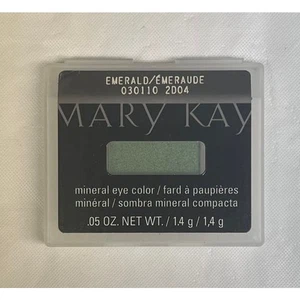 EMERALD/ÉMERAUDE
030110 2D04
MARY KAY
mineral eye color / fard à paupières
minéral / sombra mineral compacta
.05 OZ. NET WT. / 1.4 g / 1,4 g